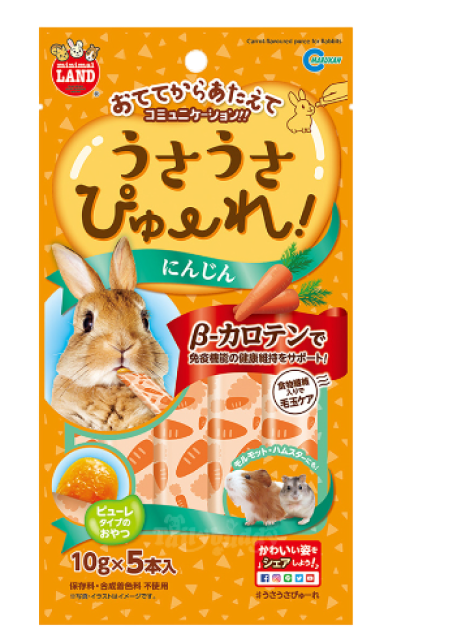 Carrot flavoured puree for Rabbits
minimal
LAND
MARUKAN
おててからあたえて
コミュニケーション!!
うさうさ
ぴゅーれ!
にんじん
β-カロテンで
免疫機能の健康維持をサポート!
食物繊維
入りで
毛玉ケア
モルモット・ハムスターにも!
ピューレ
タイプの
おやつ
10g×5本入
保存料・合成着色料 不使用
※写真・イラストはイメージです。
かわいい姿を
シェアしよう!
#うさうさぴゅーれ